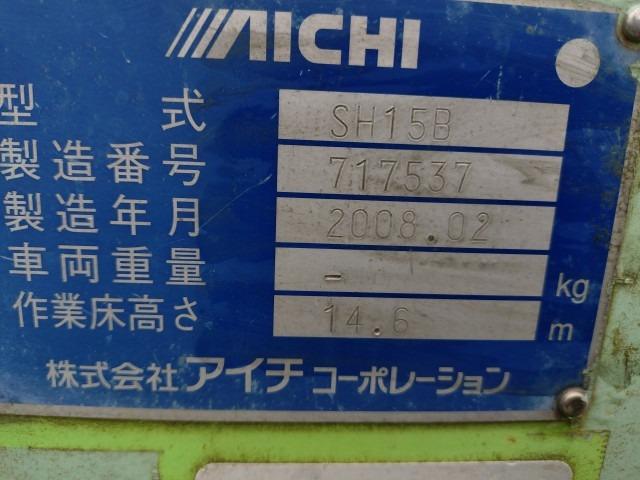 AICHI
型式 SH15B
製造番号 717537
製造年月 2008.02
車両重量 - kg
作業床高さ 14.6 m
株式会社アイチコーポレーション